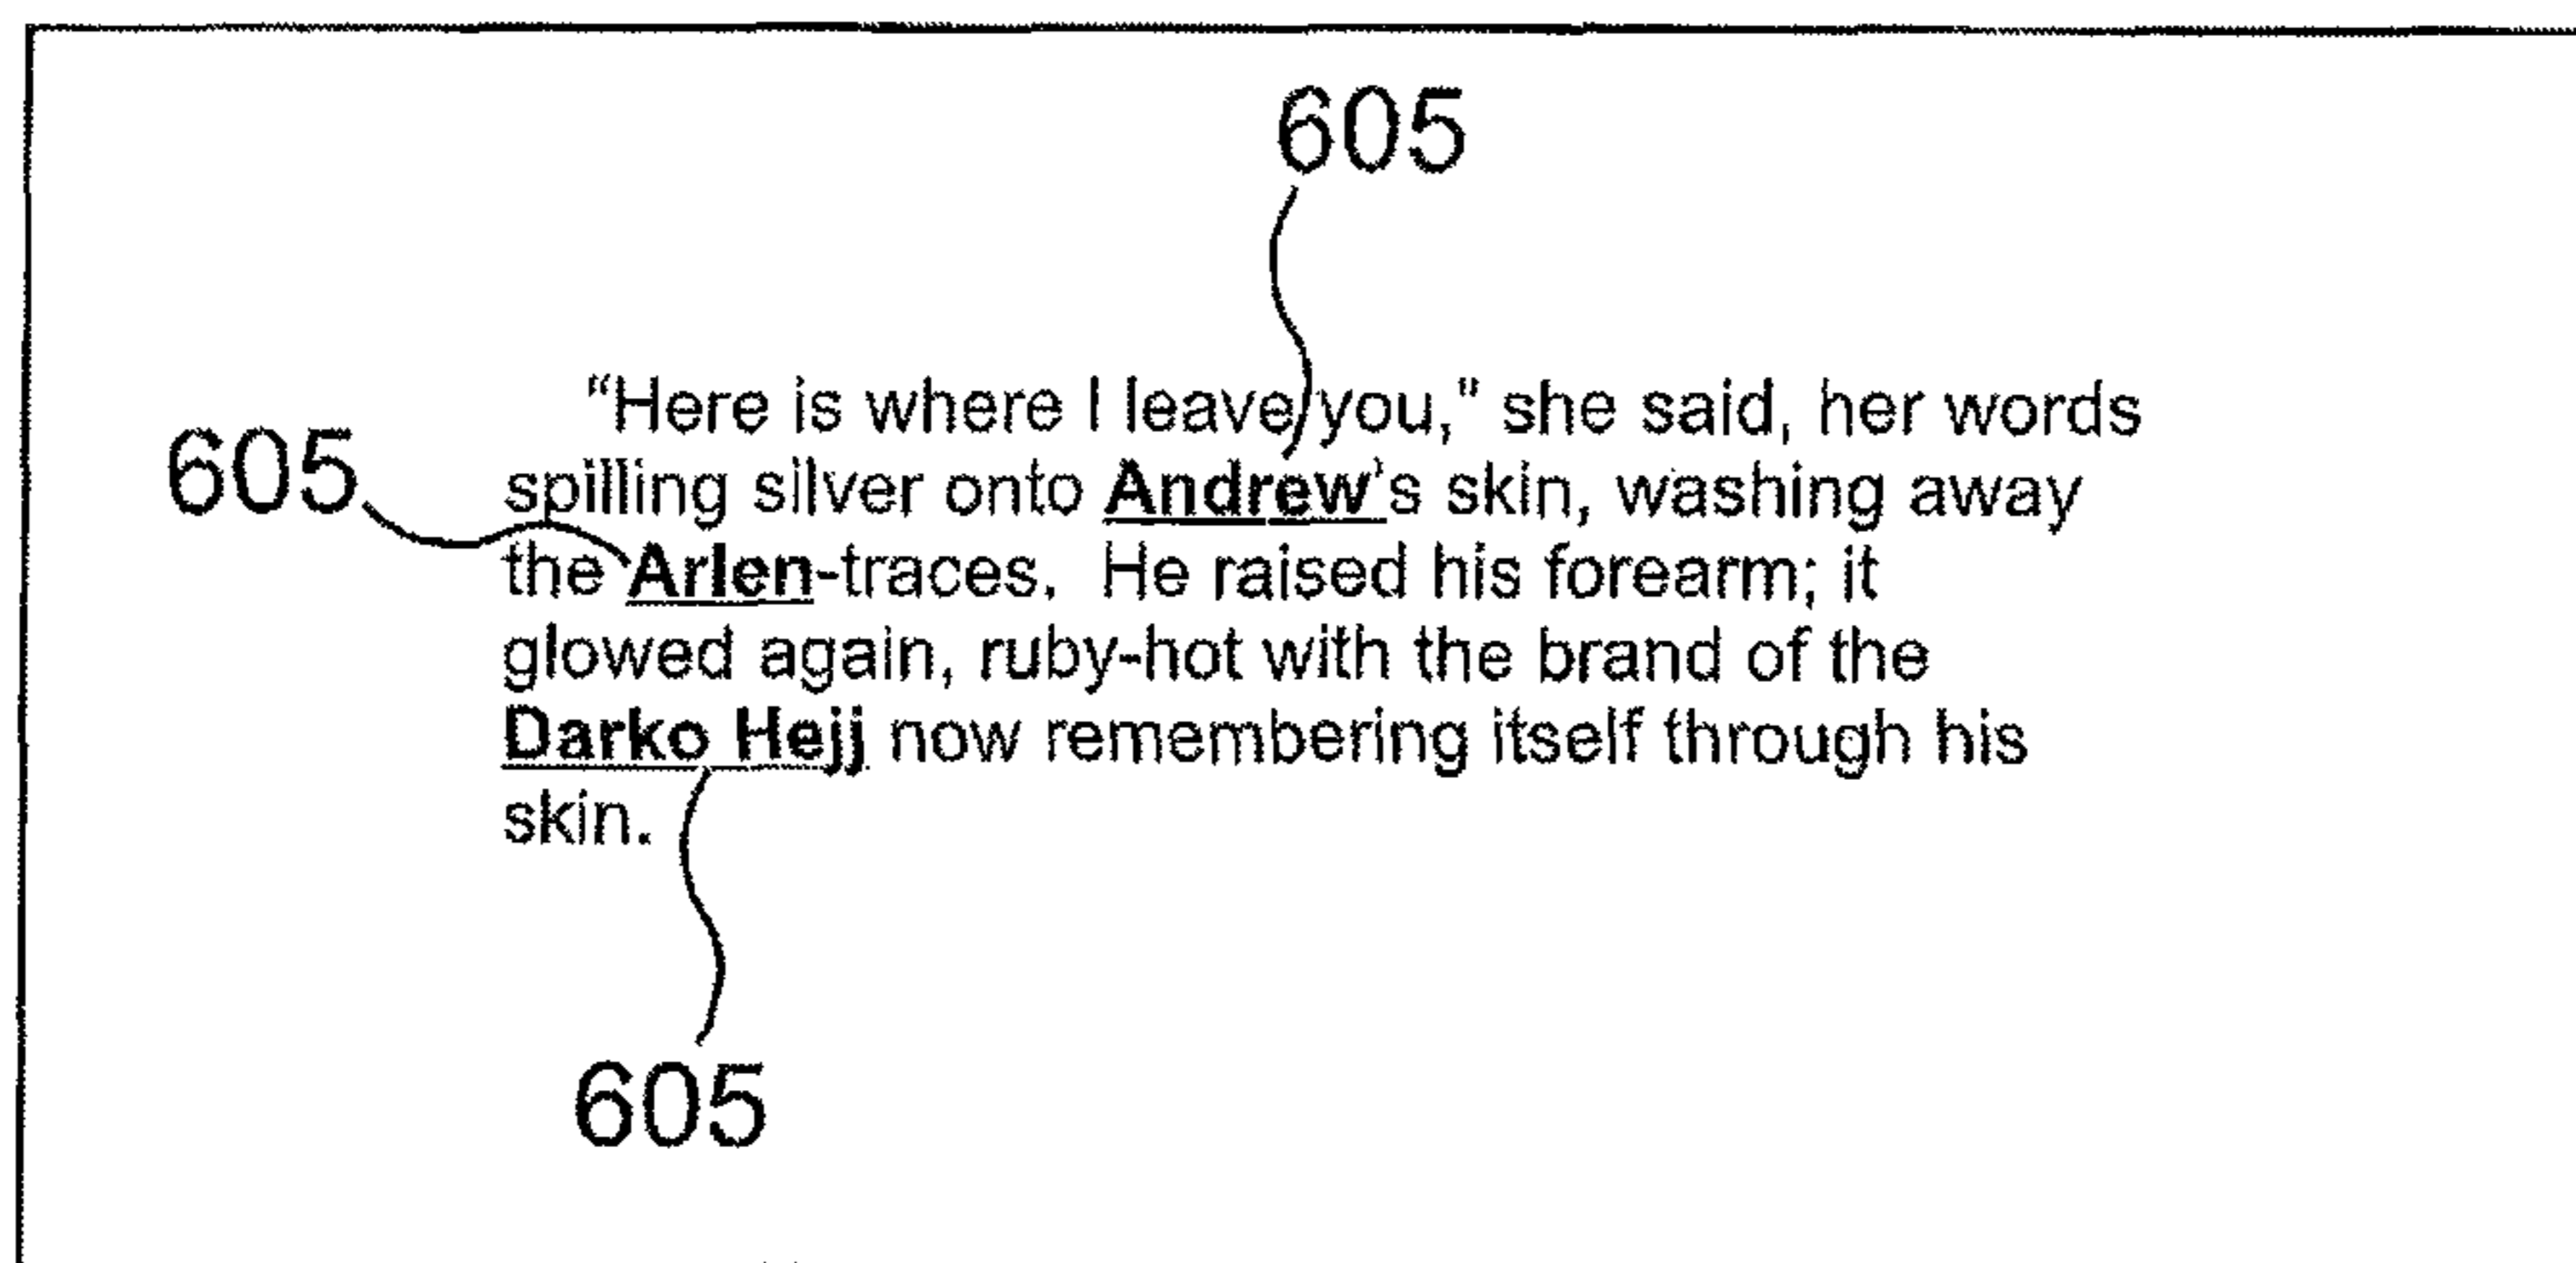 605
“Here is where I leave you," she said, her words
605
spilling silver onto Andrew's skin, washing away
the Arlen-traces. He raised his forearm; it
glowed again, ruby-hot with the brand of the
Darko Hejj now remembering itself through his
skin.
605